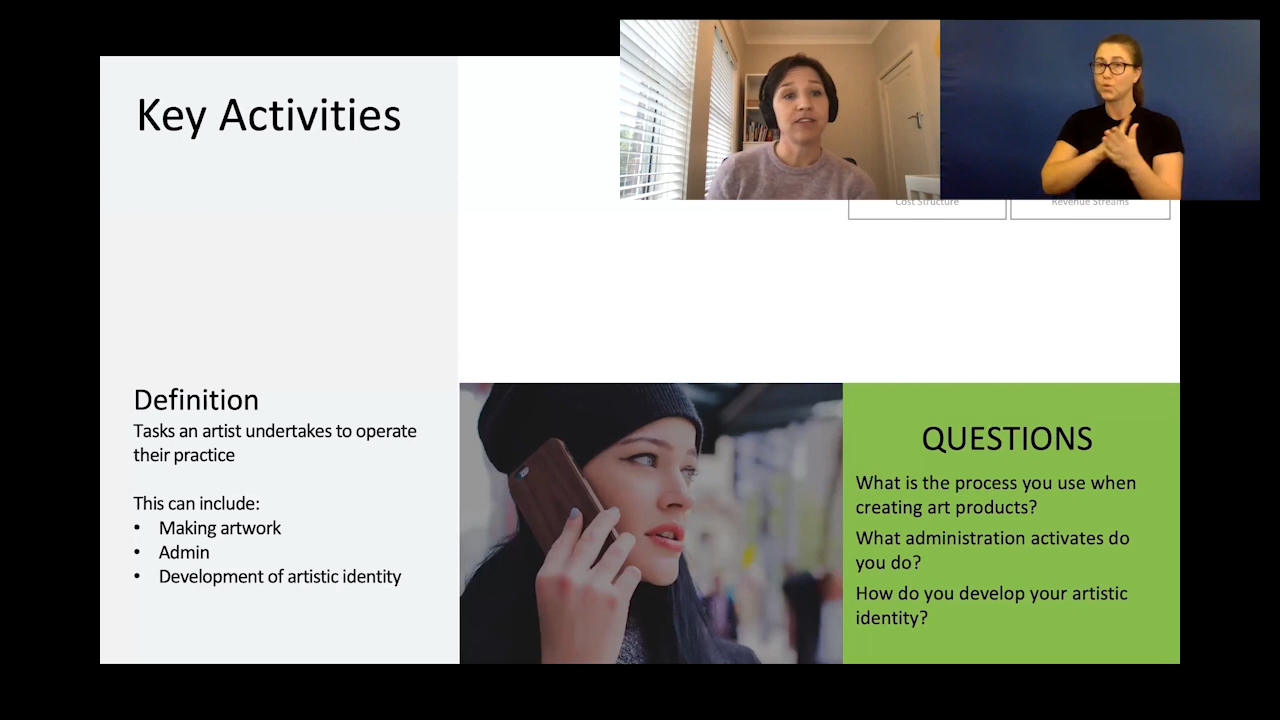 Key Activities
Cost Structure
Revenue Streams
Definition
Tasks an artist undertakes to operate
their practice
This can include:
• Making artwork
• Admin
• Development of artistic identity
QUESTIONS
What is the process you use when
creating art products?
What administration activates do
you do?
How do you develop your artistic
identity?